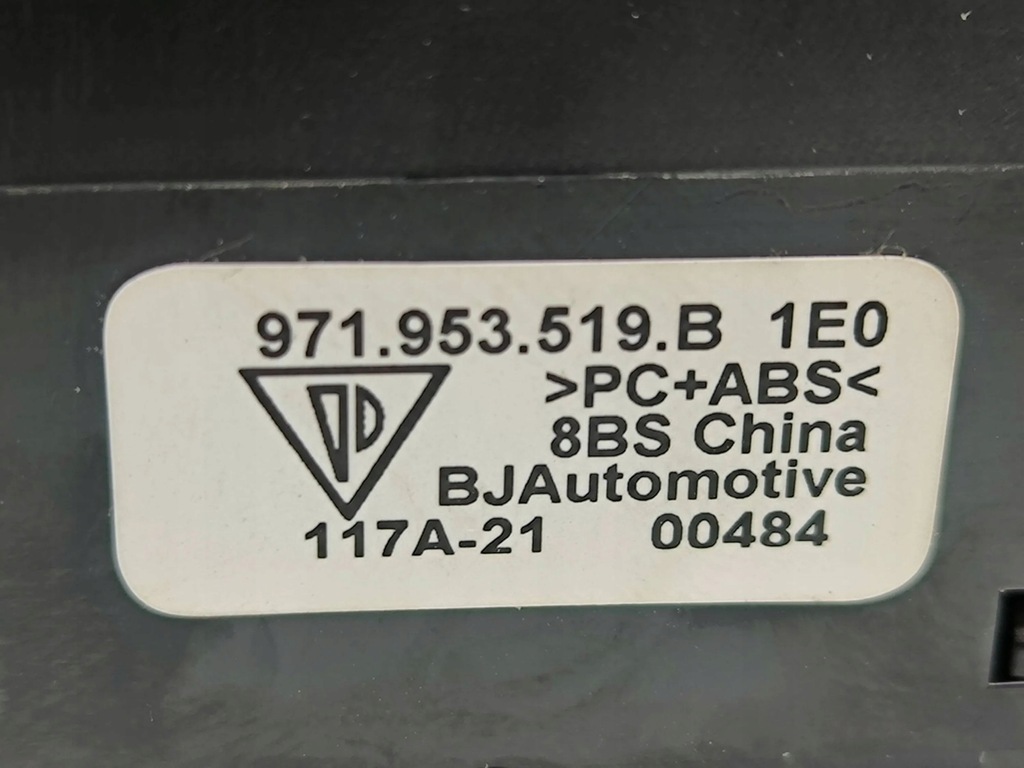 971.953.519.B 1E0
>PC+ABS<
8BS China
BJAutomotive
117A-21 00484